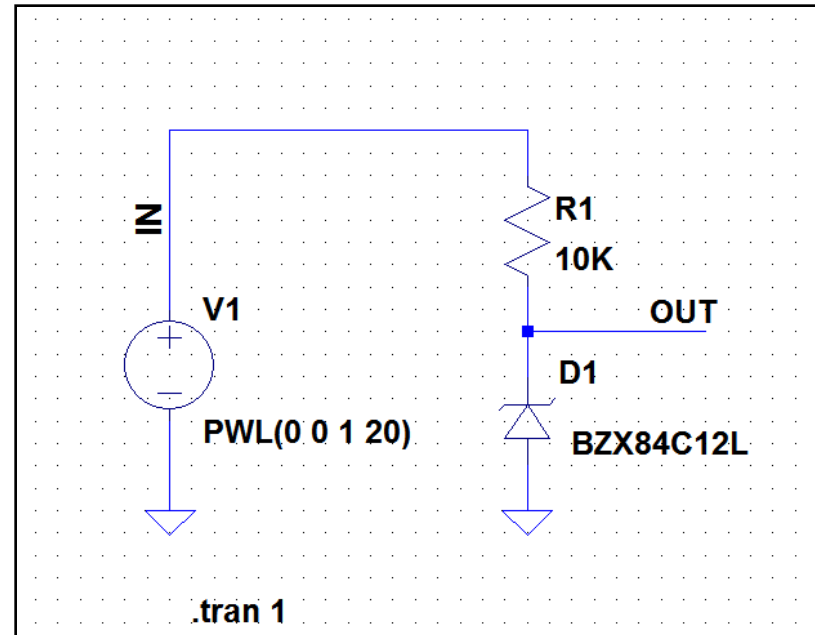 IN
R1
10K
V1
OUT
D1
PWL(0 0 1 20)
BZX84C12L
.tran 1